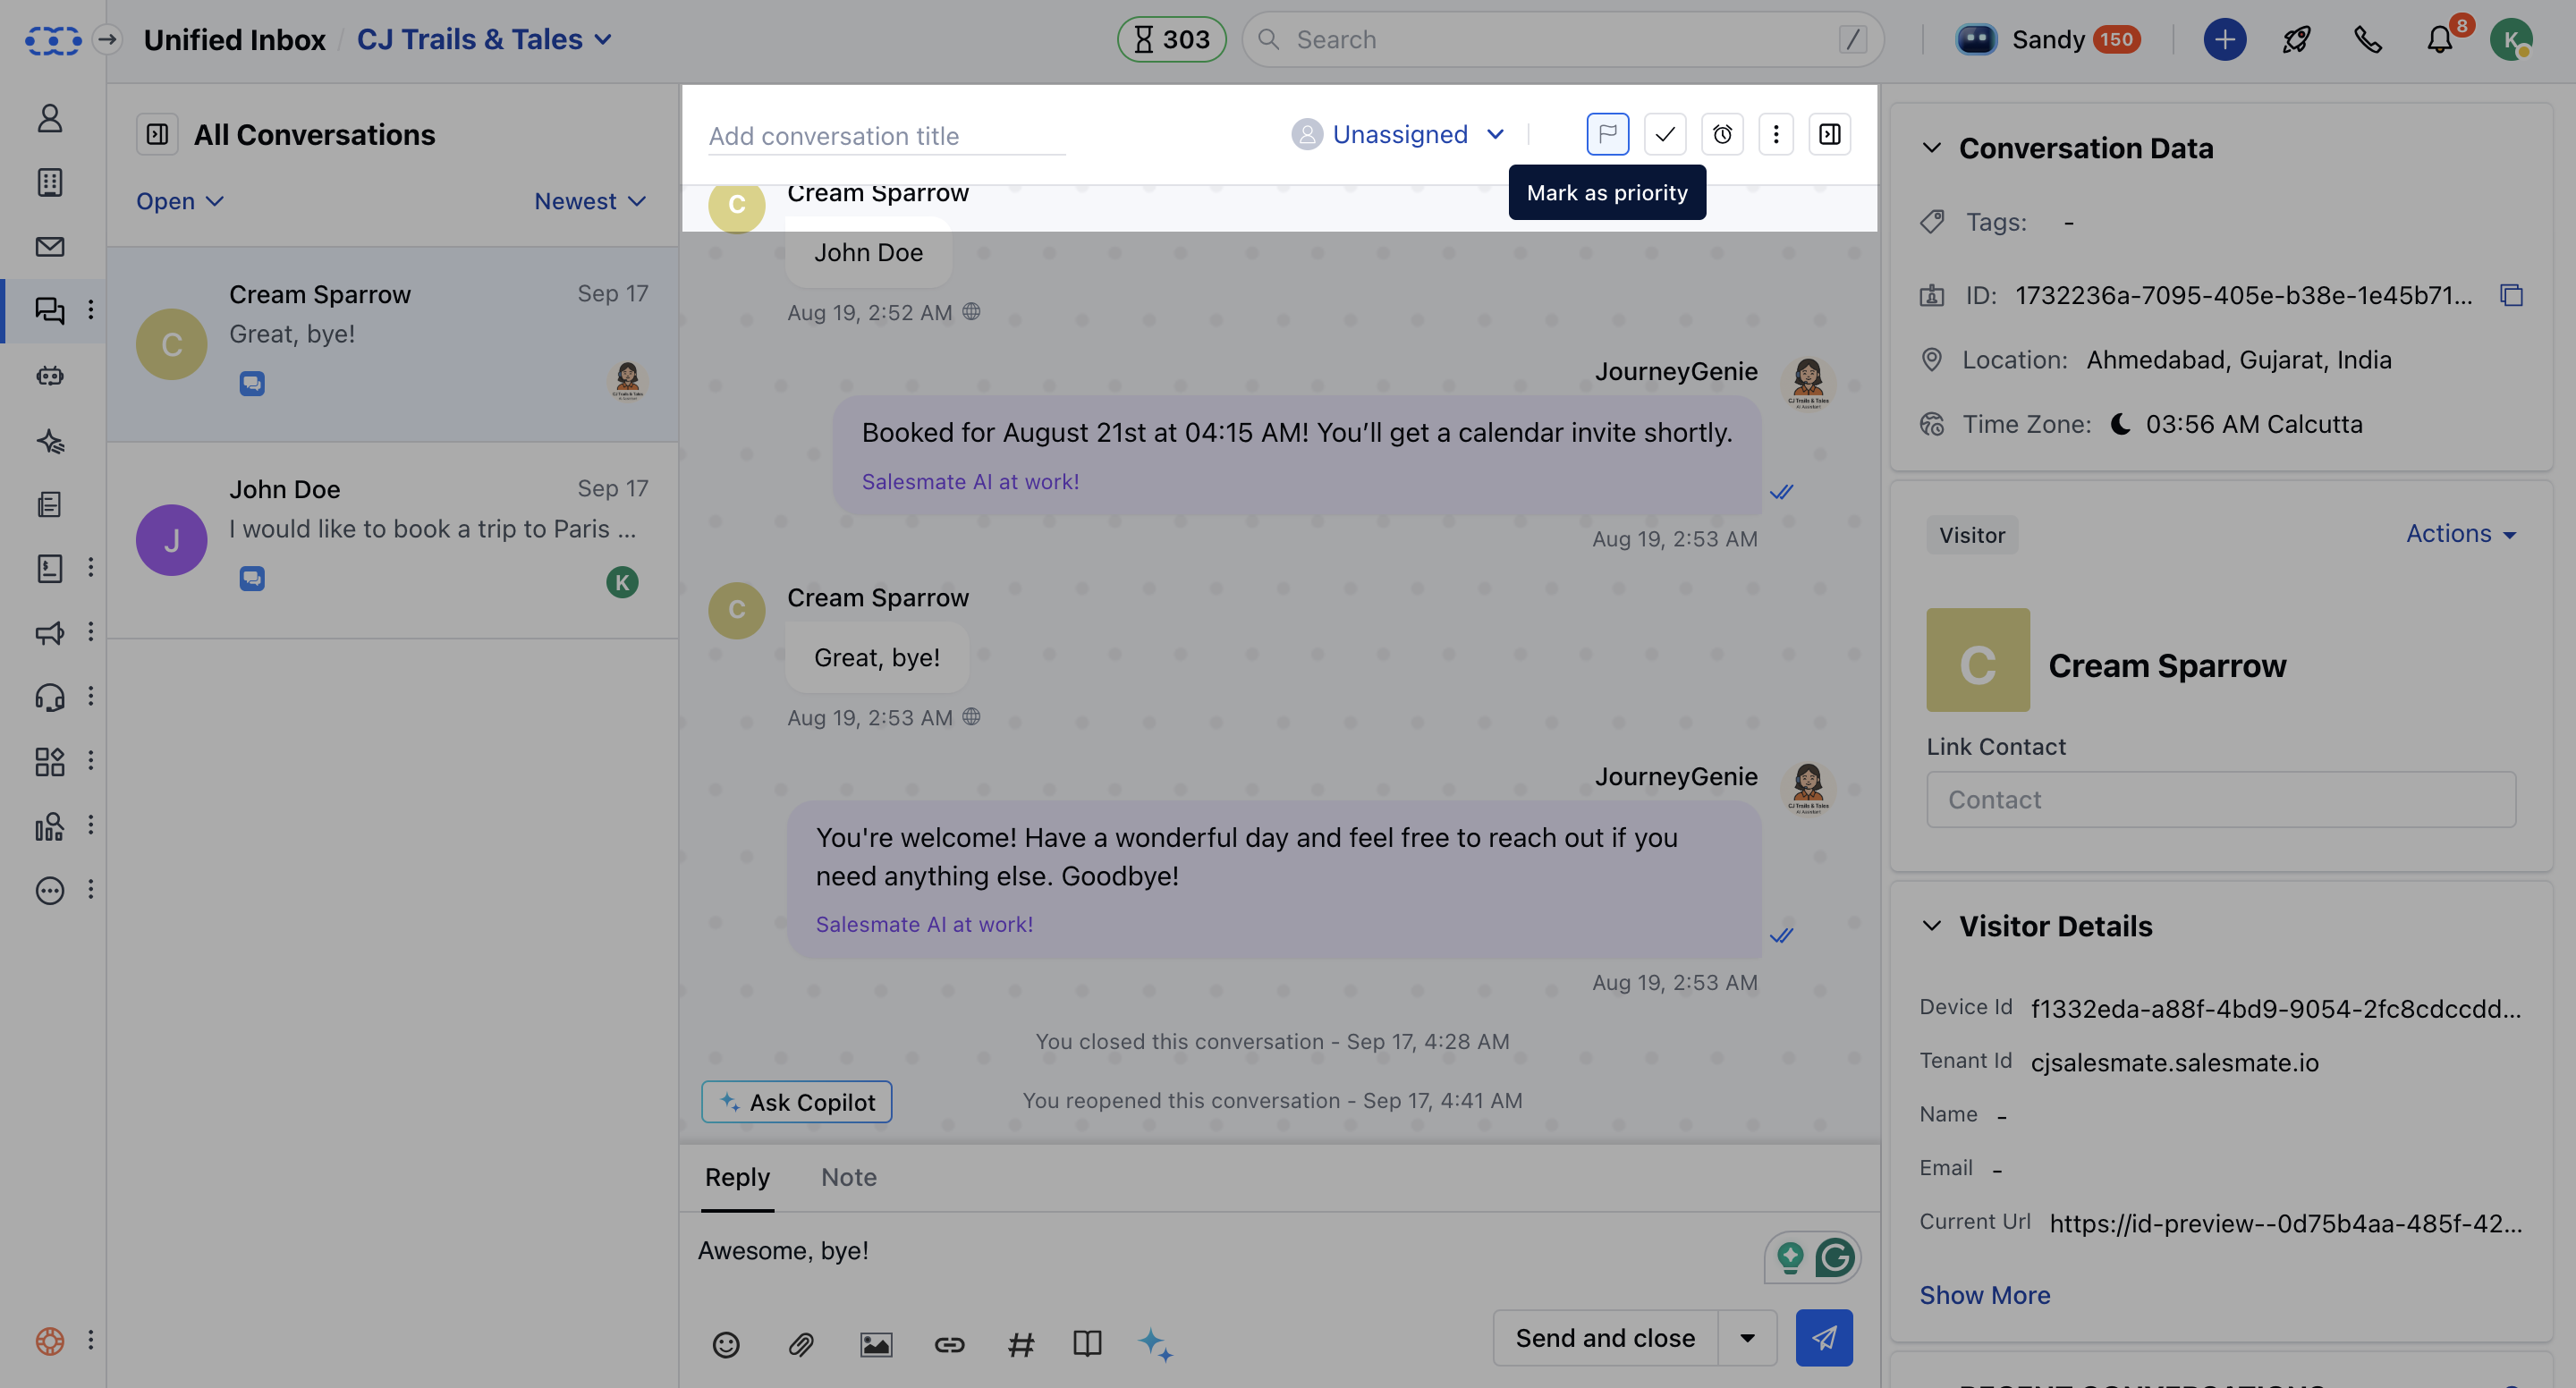 Unified Inbox / CJ Trails & Tales
303
Search
/
Sandy 150
8
K
All Conversations
Open
Newest
Cream Sparrow
Sep 17
Great, bye!
C
John Doe
Sep 17
I would like to book a trip to Paris ...
J
K
Add conversation title
Unassigned
Mark as priority
C
Cream Sparrow
John Doe
Aug 19, 2:52 AM
JourneyGenie
Booked for August 21st at 04:15 AM! You’ll get a calendar invite shortly.
Salesmate AI at work!
Aug 19, 2:53 AM
C
Cream Sparrow
Great, bye!
Aug 19, 2:53 AM
JourneyGenie
You're welcome! Have a wonderful day and feel free to reach out if you
need anything else. Goodbye!
Salesmate AI at work!
Aug 19, 2:53 AM
You closed this conversation - Sep 17, 4:28 AM
Ask Copilot
You reopened this conversation - Sep 17, 4:41 AM
Reply
Note
Awesome, bye!
Send and close
Conversation Data
Tags: -
ID: 1732236a-7095-405e-b38e-1e45b71...
Location: Ahmedabad, Gujarat, India
Time Zone: 03:56 AM Calcutta
Visitor
Actions
C
Cream Sparrow
Link Contact
Contact
Visitor Details
Device Id f1332eda-a88f-4bd9-9054-2fc8cdccdd...
Tenant Id cjsalesmate.salesmate.io
Name -
Email -
Current Url https://id-preview--0d75b4aa-485f-42...
Show More